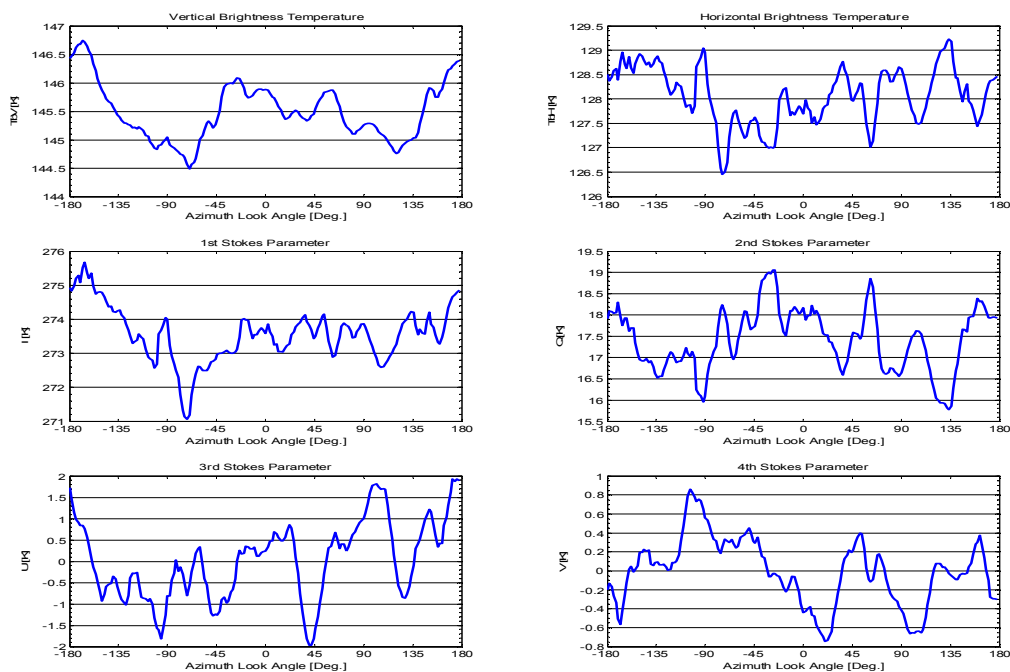 Vertical Brightness Temperature
Horizontal Brightness Temperature
147
146.5
146
145.5
145
144.5
144
TBV[K]
-180 -135 -90 -45 0 45 90 135 180
Azimuth Look Angle [Deg.]
129.5
129
128.5
128
127.5
127
126.5
126
TBH[K]
-180 -135 -90 -45 0 45 90 135 180
Azimuth Look Angle [Deg.]
1st Stokes Parameter
2nd Stokes Parameter
276
275
274
273
272
271
I [K]
-180 -135 -90 -45 0 45 90 135 180
Azimuth Look Angle [Deg.]
19.5
19
18.5
18
17.5
17
16.5
16
15.5
Q[K]
-180 -135 -90 -45 0 45 90 135 180
Azimuth Look Angle [Deg.]
3rd Stokes Parameter
4th Stokes Parameter
2
1.5
1
0.5
0
-0.5
-1
-1.5
-2
U[K]
-180 -135 -90 -45 0 45 90 135 180
Azimuth Look Angle [Deg.]
1
0.8
0.6
0.4
0.2
0
-0.2
-0.4
-0.6
-0.8
V[K]
-180 -135 -90 -45 0 45 90 135 180
Azimuth Look Angle [Deg.]